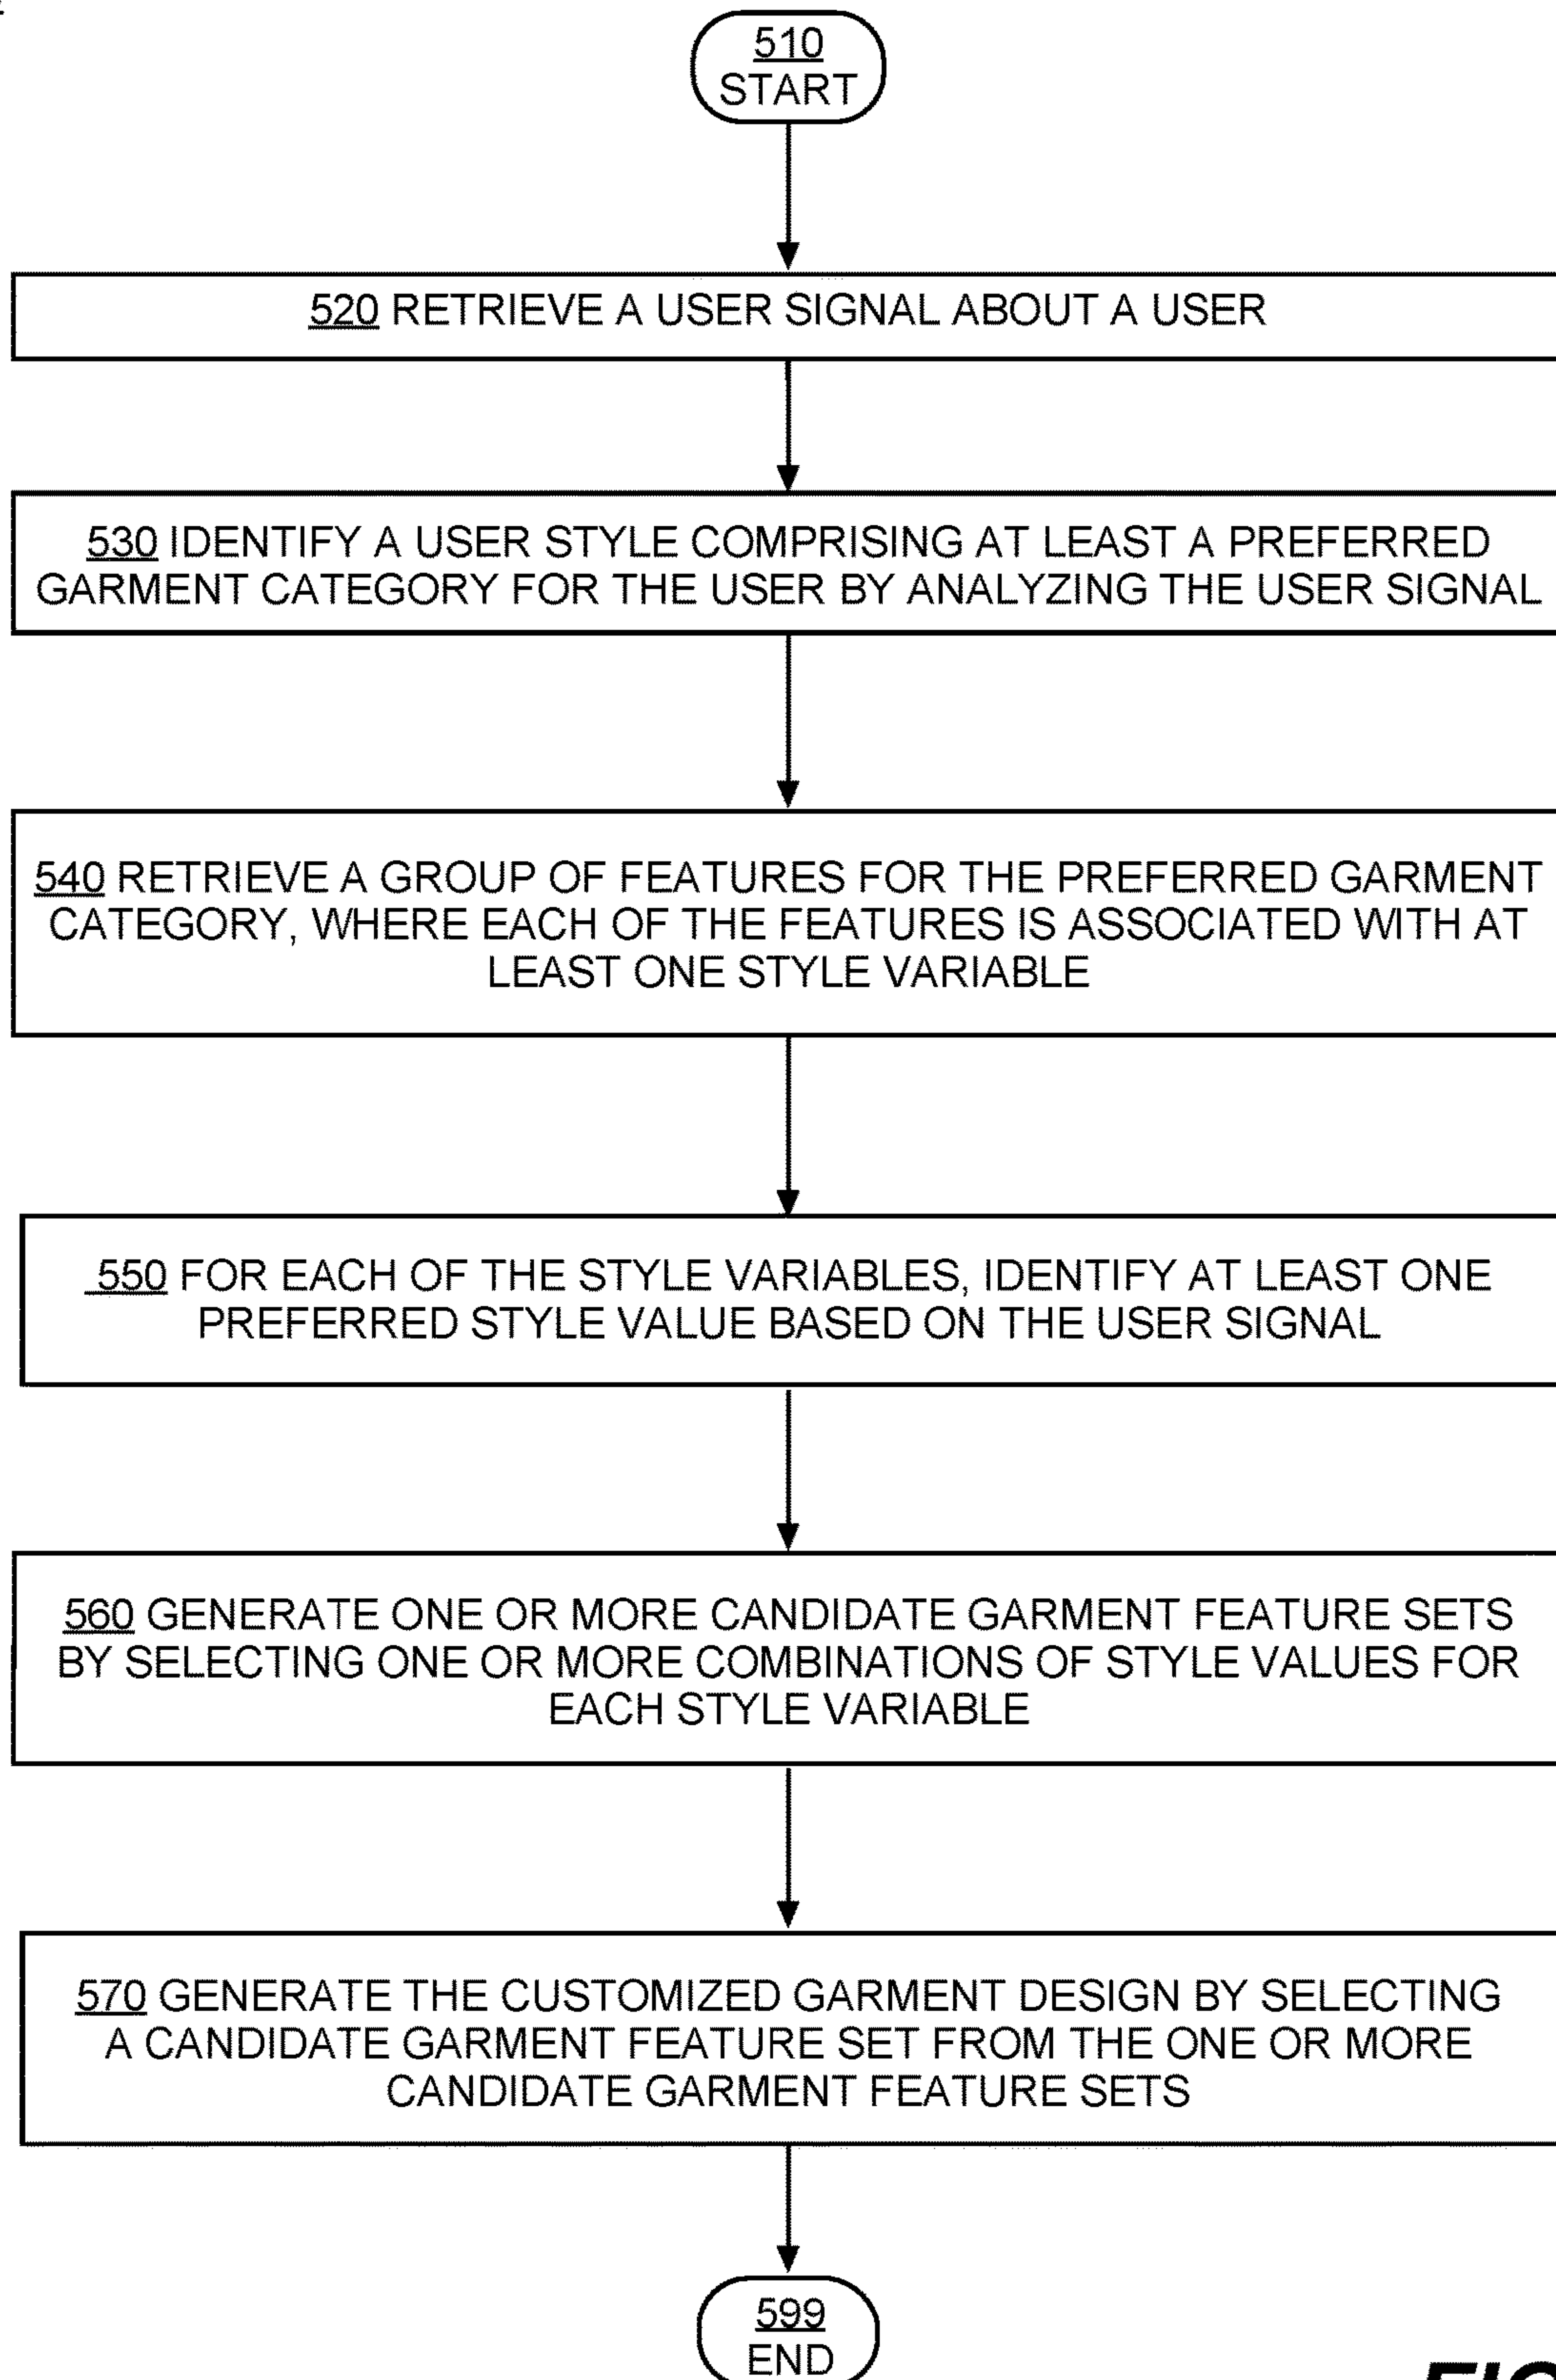 510
START
520 RETRIEVE A USER SIGNAL ABOUT A USER
530 IDENTIFY A USER STYLE COMPRISING AT LEAST A PREFERRED
GARMENT CATEGORY FOR THE USER BY ANALYZING THE USER SIGNAL
540 RETRIEVE A GROUP OF FEATURES FOR THE PREFERRED GARMENT
CATEGORY, WHERE EACH OF THE FEATURES IS ASSOCIATED WITH AT
LEAST ONE STYLE VARIABLE
550 FOR EACH OF THE STYLE VARIABLES, IDENTIFY AT LEAST ONE
PREFERRED STYLE VALUE BASED ON THE USER SIGNAL
560 GENERATE ONE OR MORE CANDIDATE GARMENT FEATURE SETS
BY SELECTING ONE OR MORE COMBINATIONS OF STYLE VALUES FOR
EACH STYLE VARIABLE
570 GENERATE THE CUSTOMIZED GARMENT DESIGN BY SELECTING
A CANDIDATE GARMENT FEATURE SET FROM THE ONE OR MORE
CANDIDATE GARMENT FEATURE SETS
599
END